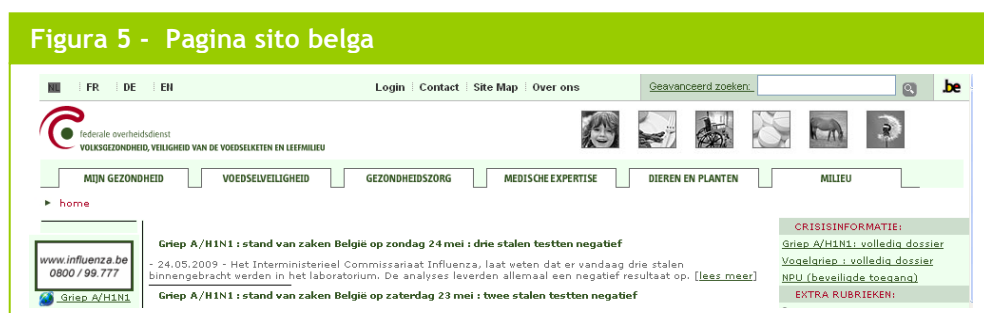 Figura 5 - Pagina sito belga
NL FR DE EN Login Contact Site Map Over ons Geavanceerd zoeken: .be
federale overheidsdienst
VOLKSGEZONDHEID, VEILIGHEID VAN DE VOEDSELKETEN EN LEEFMILIEU
MIJN GEZONDHEID VOEDSELVEILIGHEID GEZONDHEIDSZORG MEDISCHE EXPERTISE DIEREN EN PLANTEN MILIEU
home
www.influenza.be
0800 / 99.777
Griep A/H1N1
Griep A/H1N1 : stand van zaken België op zondag 24 mei : drie stalen testten negatief
- 24.05.2009 - Het Interministerieel Commissariaat Influenza, laat weten dat er vandaag drie stalen
binnengebracht werden in het laboratorium. De analyses leverden allemaal een negatief resultaat op. [lees meer]
Griep A/H1N1 : stand van zaken België op zaterdag 23 mei : twee stalen testten negatief
CRISISINFORMATIE:
Griep A/H1N1: volledig dossier
Vogelgriep : volledig dossier
NPU (beveiligde toegang)
EXTRA RUBRIEKEN: